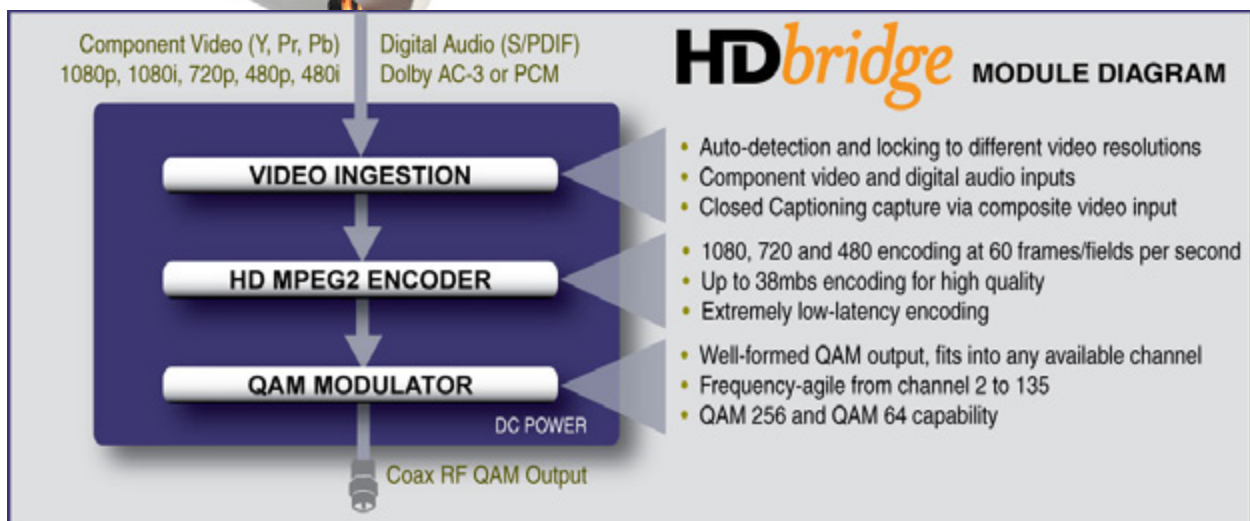 Component Video (Y, Pr, Pb)
1080p, 1080i, 720p, 480p, 480i
Digital Audio (S/PDIF)
Dolby AC-3 or PCM
HDbridge MODULE DIAGRAM
VIDEO INGESTION
• Auto-detection and locking to different video resolutions
• Component video and digital audio inputs
• Closed Captioning capture via composite video input
HD MPEG2 ENCODER
• 1080, 720 and 480 encoding at 60 frames/fields per second
• Up to 38mbs encoding for high quality
• Extremely low-latency encoding
QAM MODULATOR
• Well-formed QAM output, fits into any available channel
• Frequency-agile from channel 2 to 135
• QAM 256 and QAM 64 capability
DC POWER
Coax RF QAM Output